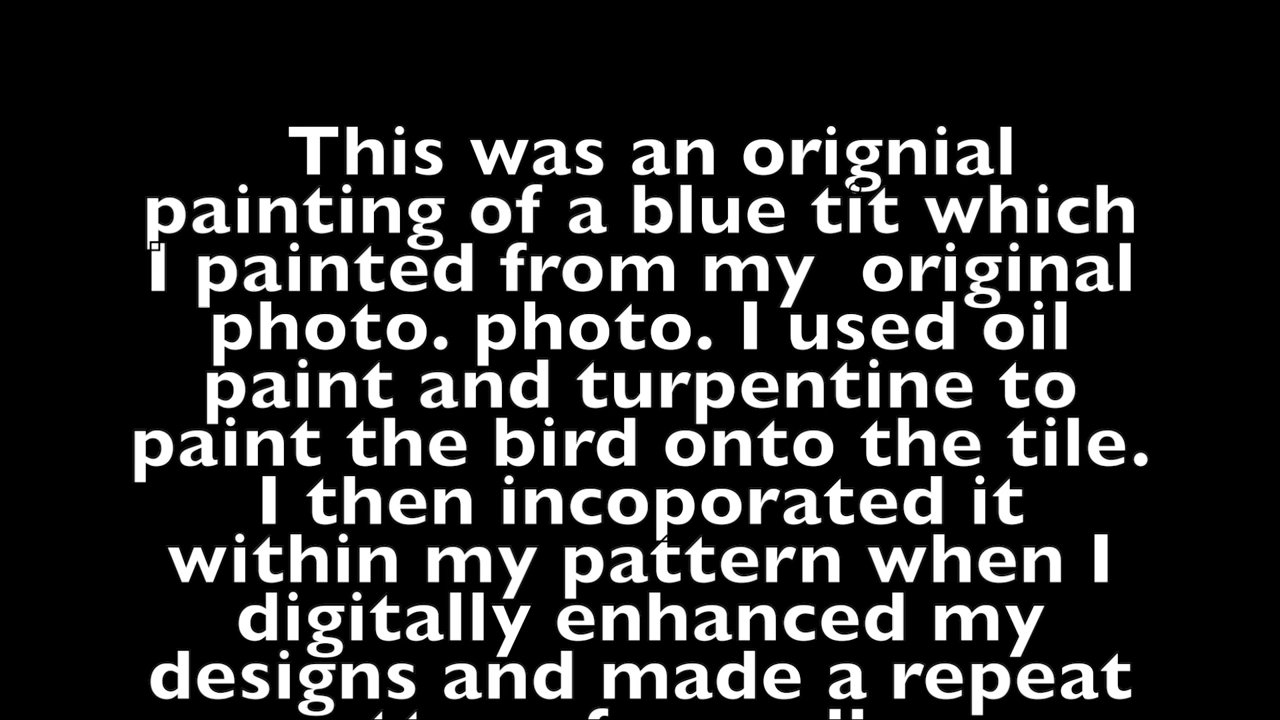 This was an orignial
painting of a blue tit which
I painted from my  original
photo. photo. I used oil
paint and turpentine to
paint the bird onto the tile.
I then incoporated it
within my pattern when I
digitally enhanced my
designs and made a repeat